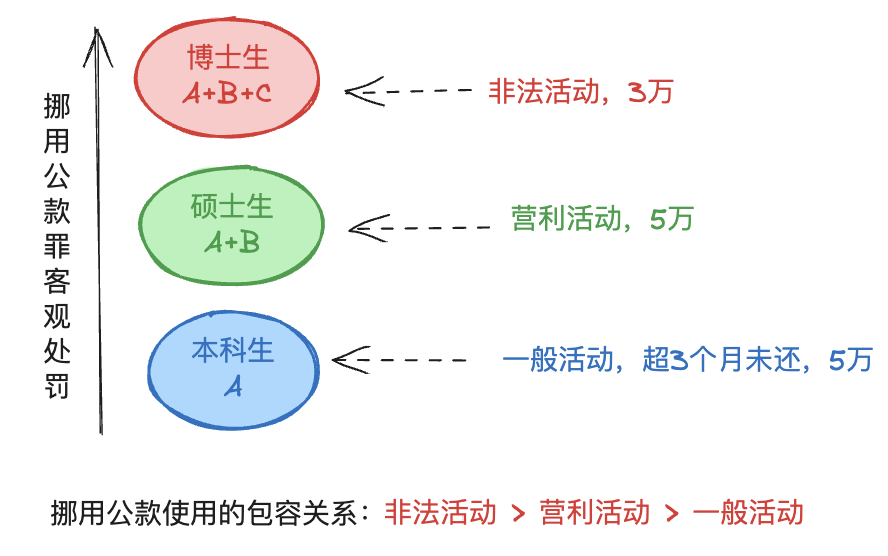 挪用公款罪客观处罚
博士生
A+B+C
非法活动，3万
硕士生
A+B
营利活动，5万
本科生
A
一般活动，超3个月未还，5万
挪用公款使用的包容关系：非法活动 > 营利活动 > 一般活动